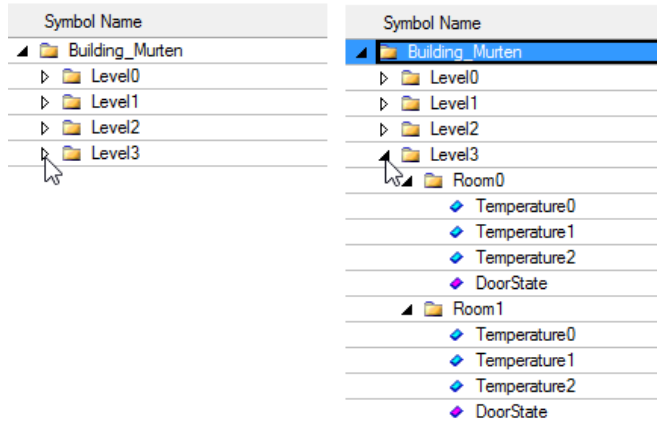 Symbol Name
Building_Murten
Level0
Level1
Level2
Level3
Symbol Name
Building_Murten
Level0
Level1
Level2
Level3
Room0
Temperature0
Temperature1
Temperature2
DoorState
Room1
Temperature0
Temperature1
Temperature2
DoorState